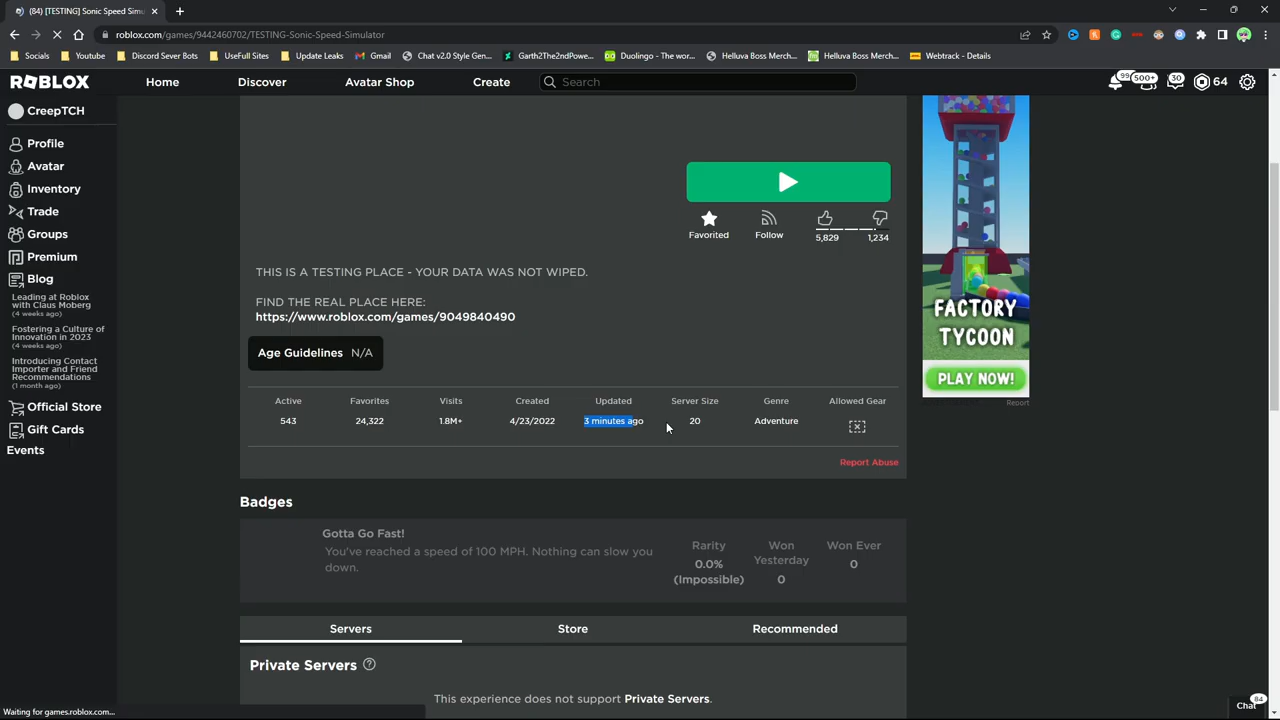 (84) [TESTING] Sonic Speed Simul
roblox.com/games/9442460702/TESTING-Sonic-Speed-Simulator
Socials Youtube Discord Sever Bots UseFull Sites Update Leaks Gmail Chat v2.0 Style Gen... Garth2The2ndPowe... Duolingo - The wor... Helluva Boss Merch... Helluva Boss Merch... Webtrack - Details
ROBLOX Home Discover Avatar Shop Create Search 99 500+ 30 64
CreepTCH
Profile
Avatar
Inventory
Trade
Groups
Premium
Blog
Leading at Roblox
with Claus Moberg
(4 weeks ago)
Fostering a Culture of
Innovation in 2023
(4 weeks ago)
Introducing Contact
Importer and Friend
Recommendations
(1 month ago)
Official Store
Gift Cards
Events
Favorited Follow 5,829 1,234
THIS IS A TESTING PLACE - YOUR DATA WAS NOT WIPED.
FIND THE REAL PLACE HERE:
https://www.roblox.com/games/9049840490
Age Guidelines N/A
Active Favorites Visits Created Updated Server Size Genre Allowed Gear
543 24,322 1.8M+ 4/23/2022 3 minutes ago 20 Adventure
Report Abuse
Badges
Gotta Go Fast!
You've reached a speed of 100 MPH. Nothing can slow you
down.
Rarity Won Yesterday Won Ever
0.0% (Impossible) 0 0
Servers Store Recommended
Private Servers
This experience does not support Private Servers.
FACTORY
TYCOON
PLAY NOW!
Report
Chat 84
Waiting for games.roblox.com...